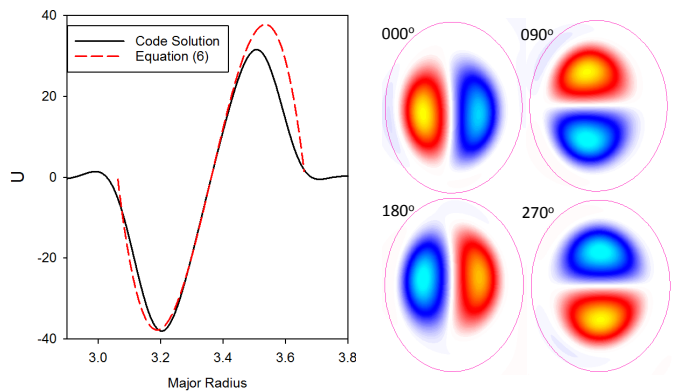 40
20
0
-20
-40
U
Code Solution
Equation (6)
3.0
3.2
3.4
3.6
3.8
Major Radius
000º
090º
180º
270º